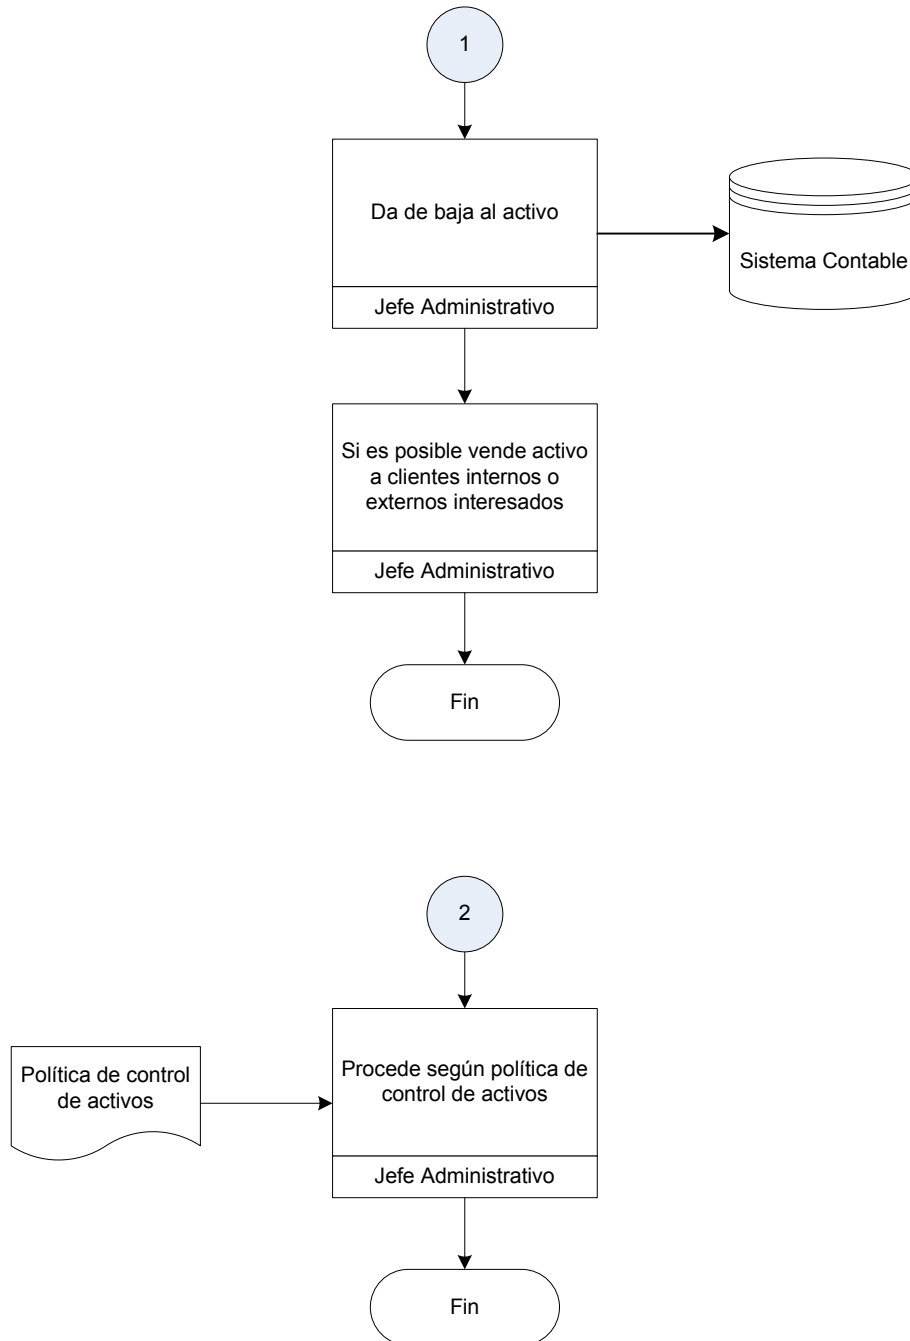 1
Da de baja al activo
Sistema Contable
Jefe Administrativo
Si es posible vende activo
a clientes internos o
externos interesados
Jefe Administrativo
Fin
2
Política de control
de activos
Procede según política de
control de activos
Jefe Administrativo
Fin